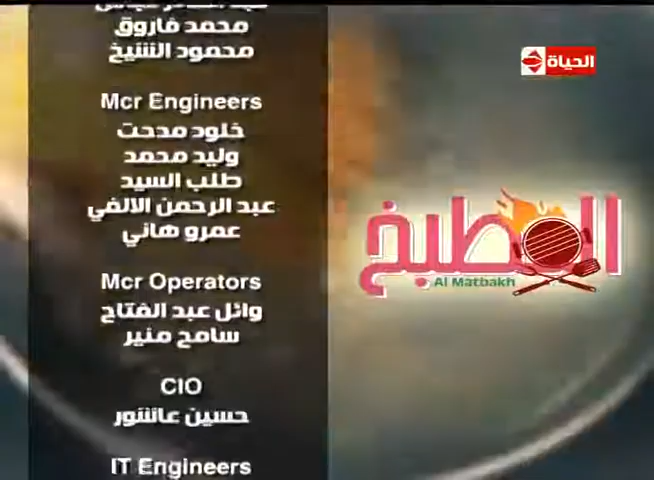 محمد فاروق
محمود الشيخ
Mcr Engineers
خلود مدحت
وليد محمد
طلب السيد
عبد الرحمن الالفي
عمرو هاني
Mcr Operators
وائل عبد الفتاح
سامح منير
CIO
حسين عاشور
IT Engineers
الحياة
المطبخ
Al Matbakh